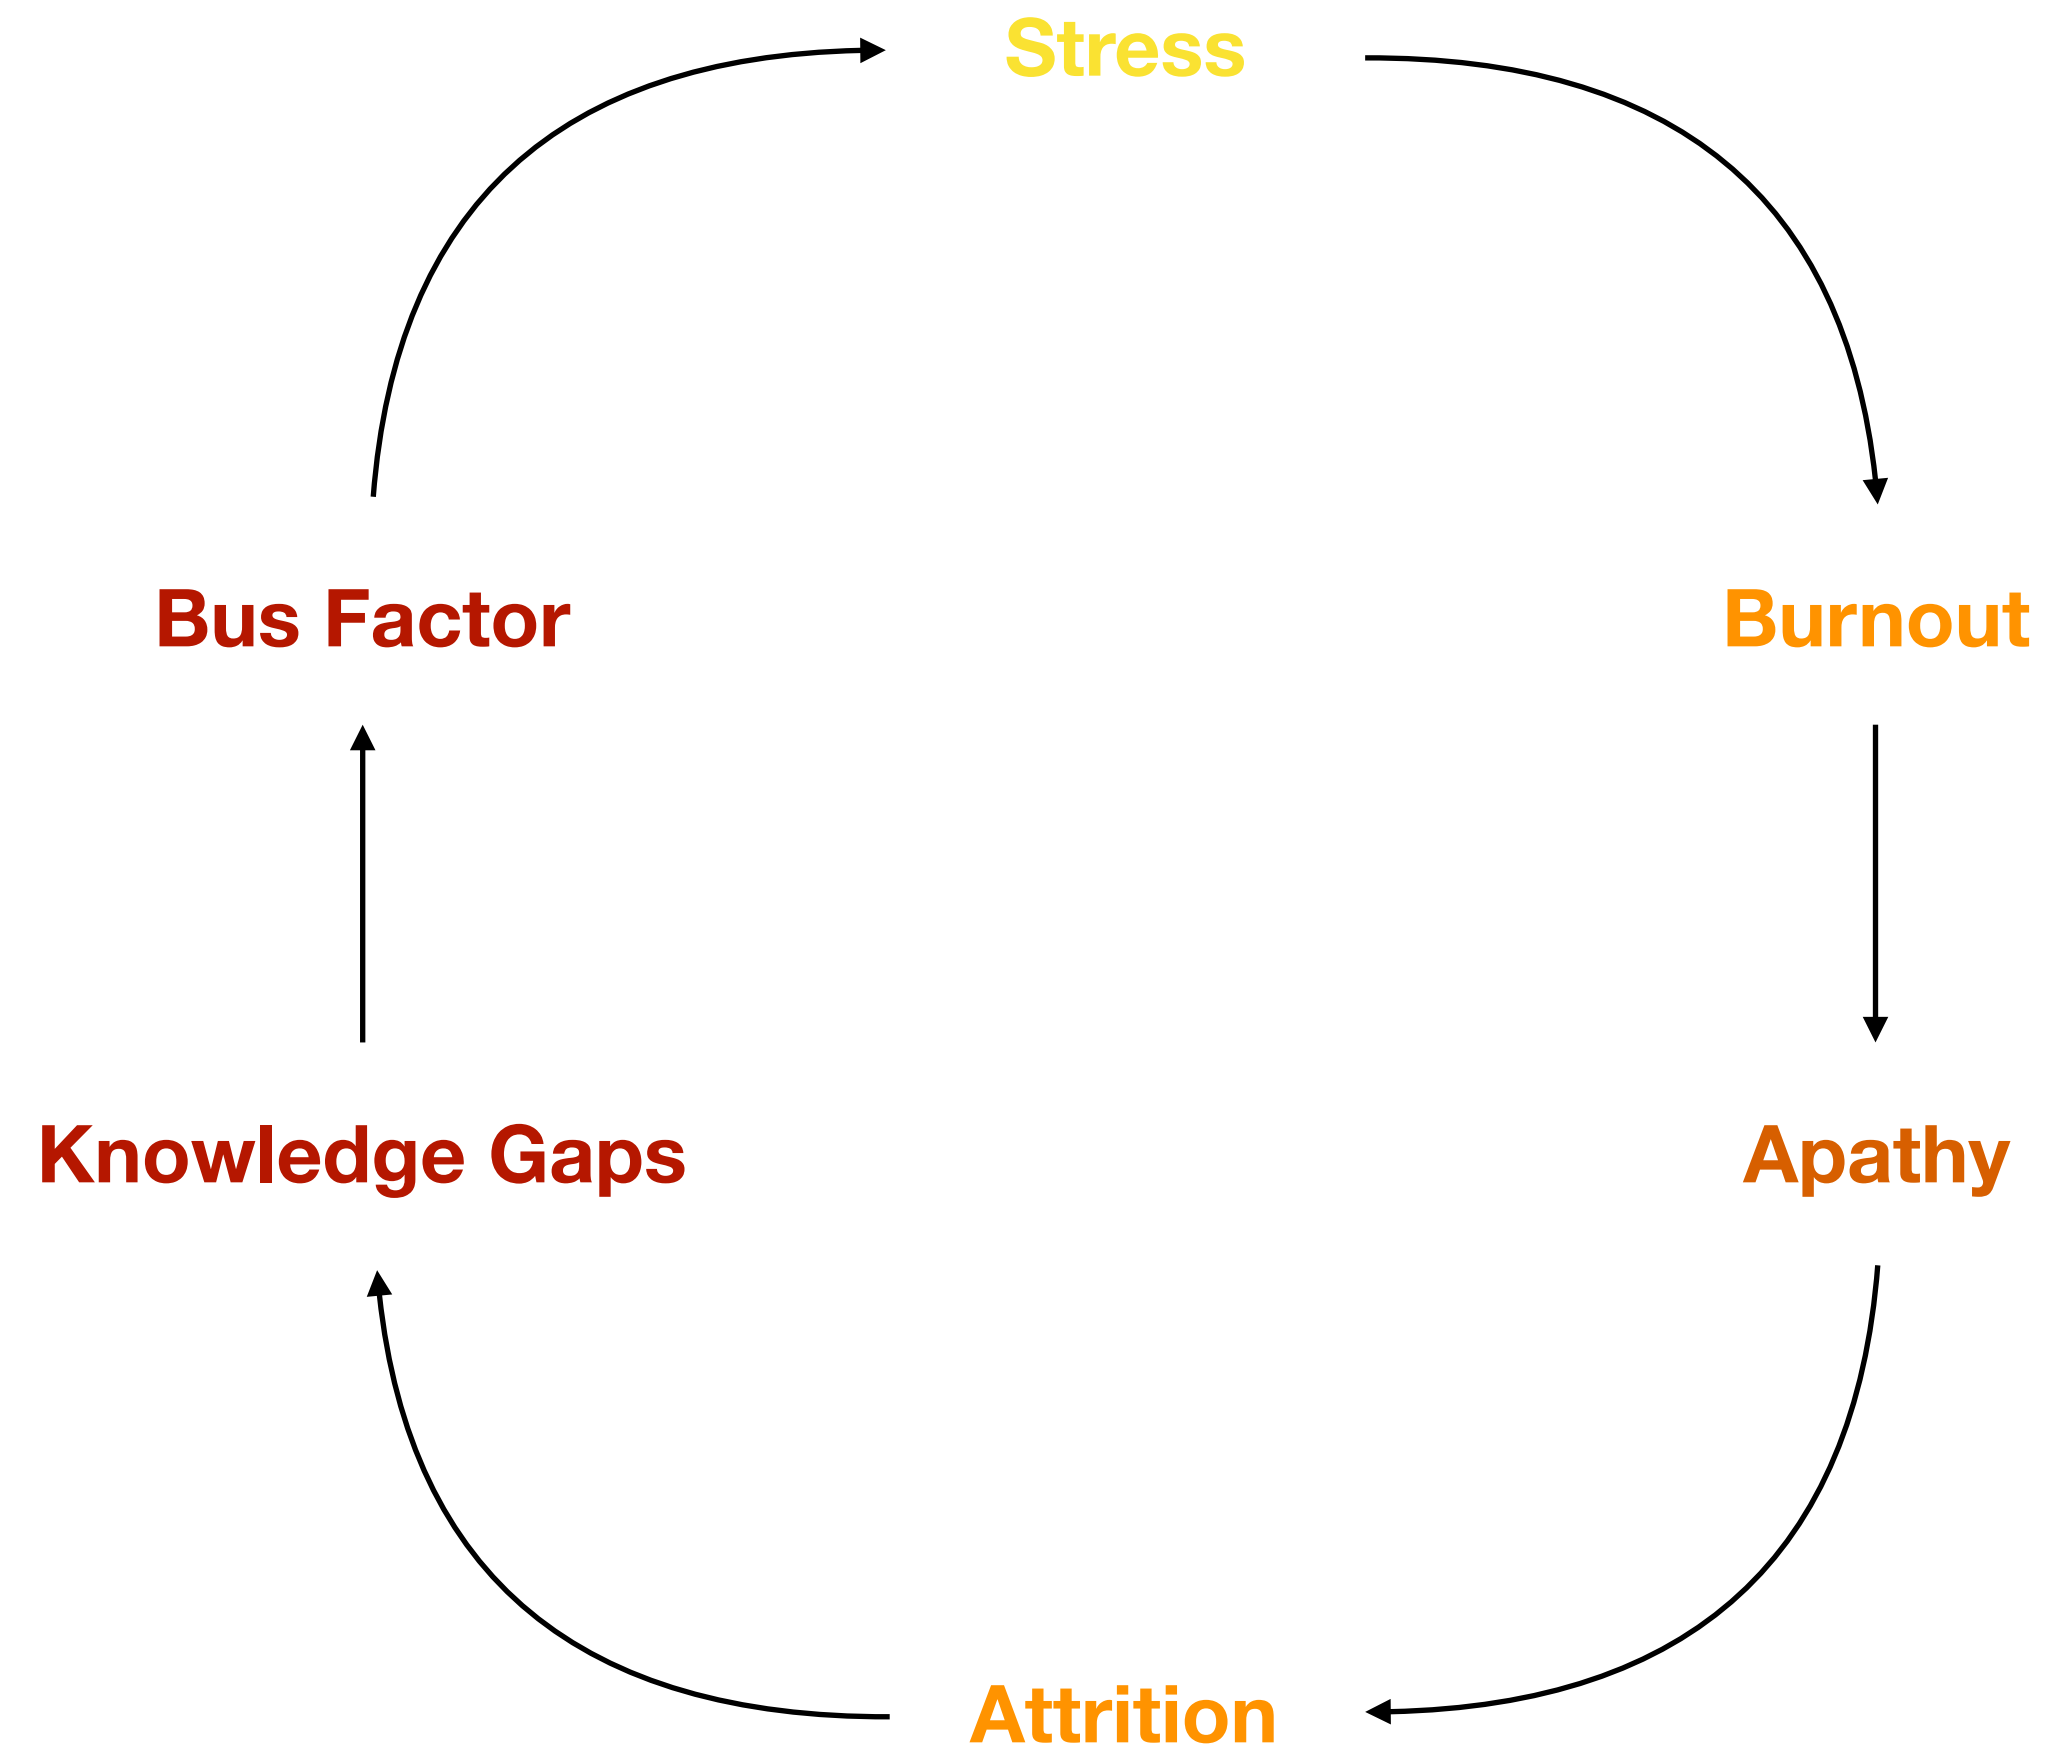 Stress
Bus Factor
Burnout
Knowledge Gaps
Apathy
Attrition